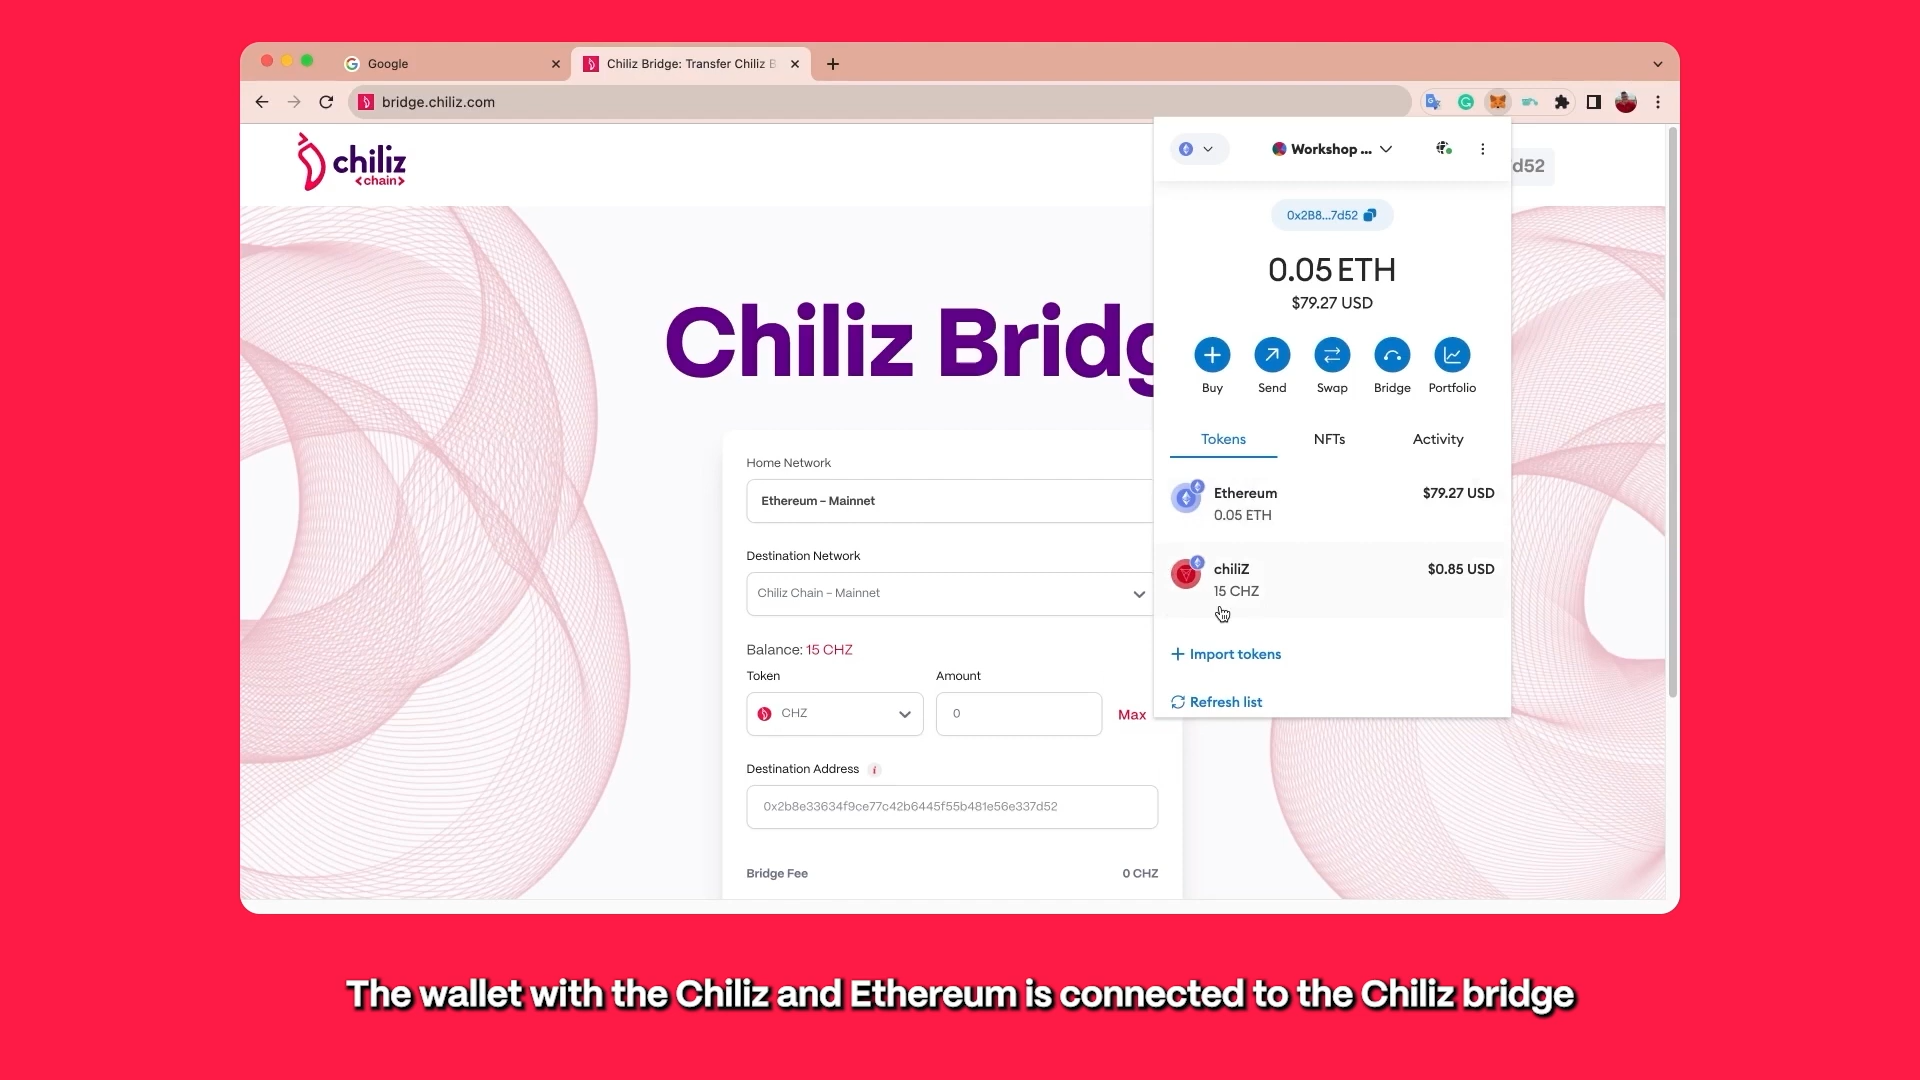 Google
Chiliz Bridge: Transfer Chiliz B
bridge.chiliz.com
chiliz
<chain>
Workshop ...
d52
0x2B8...7d52
0.05 ETH
$79.27 USD
Buy
Send
Swap
Bridge
Portfolio
Tokens
NFTs
Activity
Ethereum
$79.27 USD
0.05 ETH
chiliZ
$0.85 USD
15 CHZ
+ Import tokens
Refresh list
Chiliz Bridg
Home Network
Ethereum – Mainnet
Destination Network
Chiliz Chain – Mainnet
Balance: 15 CHZ
Token
Amount
CHZ
0
Max
Destination Address i
0x2b8e33634f9ce77c42b6445f55b481e56e337d52
Bridge Fee
0 CHZ
The wallet with the Chiliz and Ethereum is connected to the Chiliz bridge